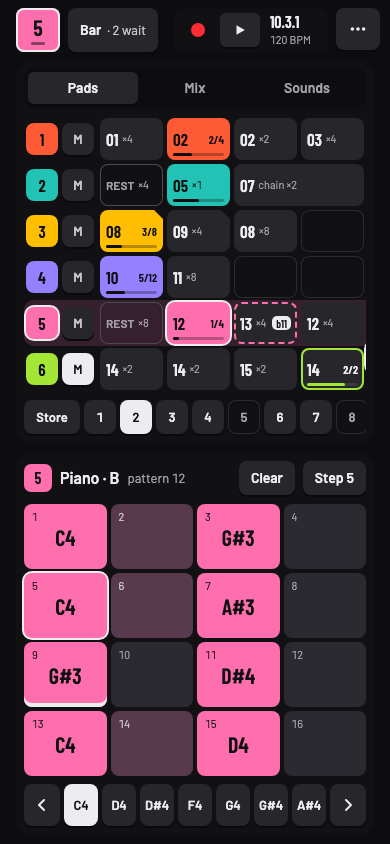 5 Bar · 2 wait 10.3.1
120 BPM
Pads Mix Sounds
1 M 01 ×4 02 2/4 02 ×2 03 ×4
2 M REST ×4 05 ×1 07 chain ×2
3 M 08 3/8 09 ×4 08 ×8
4 M 10 5/12 11 ×8
5 M REST ×8 12 1/4 13 ×4 b11 12 ×4
6 M 14 ×2 14 ×2 15 ×2 14 2/2
Store 1 2 3 4 5 6 7 8
5 Piano · B pattern 12 Clear Step 5
1 C4 2 3 G#3 4
5 C4 6 7 A#3 8
9 G#3 10 11 D#4 12
13 C4 14 15 D4 16
C4 D4 D#4 F4 G4 G#4 A#4